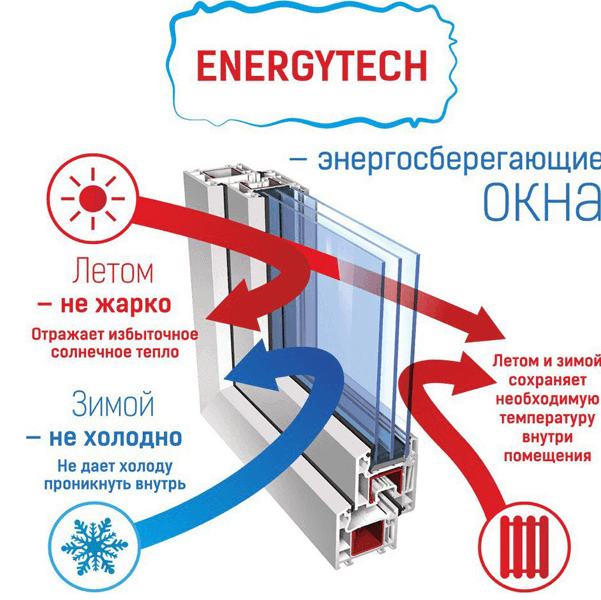 ENERGYTECH
– энергосберегающие
окна
Летом
– не жарко
Отражает избыточное
солнечное тепло
Зимой
– не холодно
Не дает холоду
проникнуть внутрь
Летом и зимой
сохраняет
необходимую
температуру
внутри
помещения